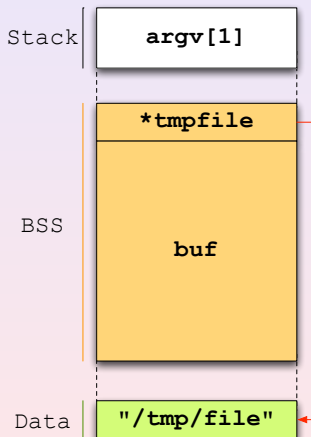 Stack
argv[1]
*tmpfile
BSS
buf
Data
"/tmp/file"